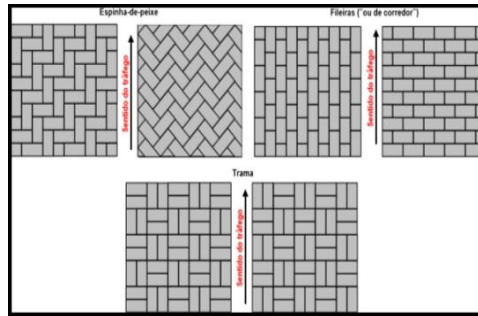 Espinha-de-peixe
Fileiras ("ou de corredor")
Sentido do tráfego
Sentido do tráfego
Trama
Sentido do tráfego